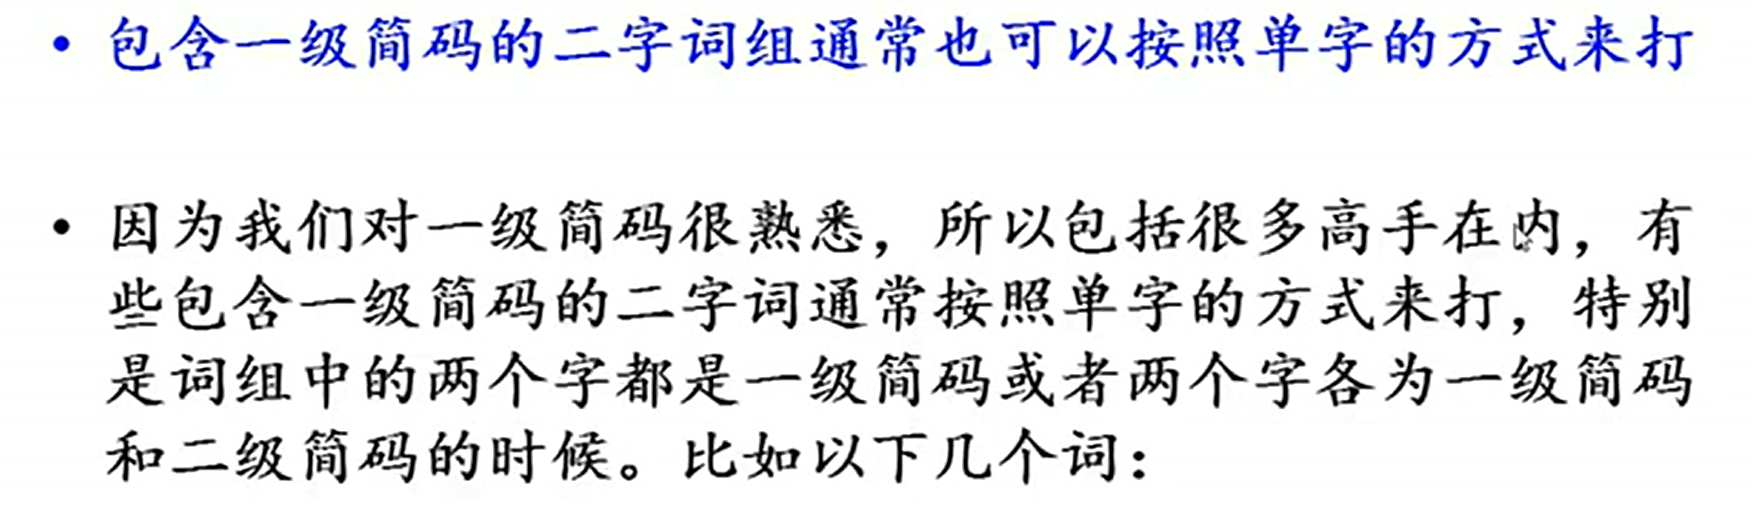 • 包含一级简码的二字词组通常也可以按照单字的方式来打
• 因为我们对一级简码很熟悉，所以包括很多高手在内，有
些包含一级简码的二字词通常按照单字的方式来打，特别
是词组中的两个字都是一级简码或者两个字各为一级简码
和二级简码的时候。比如以下几个词：